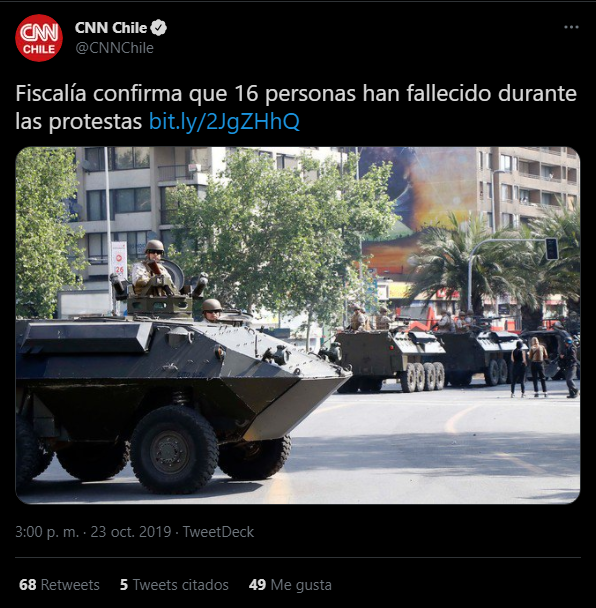 CNN Chile
@CNNChile
CNN
CHILE
Fiscalía confirma que 16 personas han fallecido durante
las protestas bit.ly/2JgZHhQ
3:00 p. m. · 23 oct. 2019 · TweetDeck
68 Retweets 5 Tweets citados 49 Me gusta